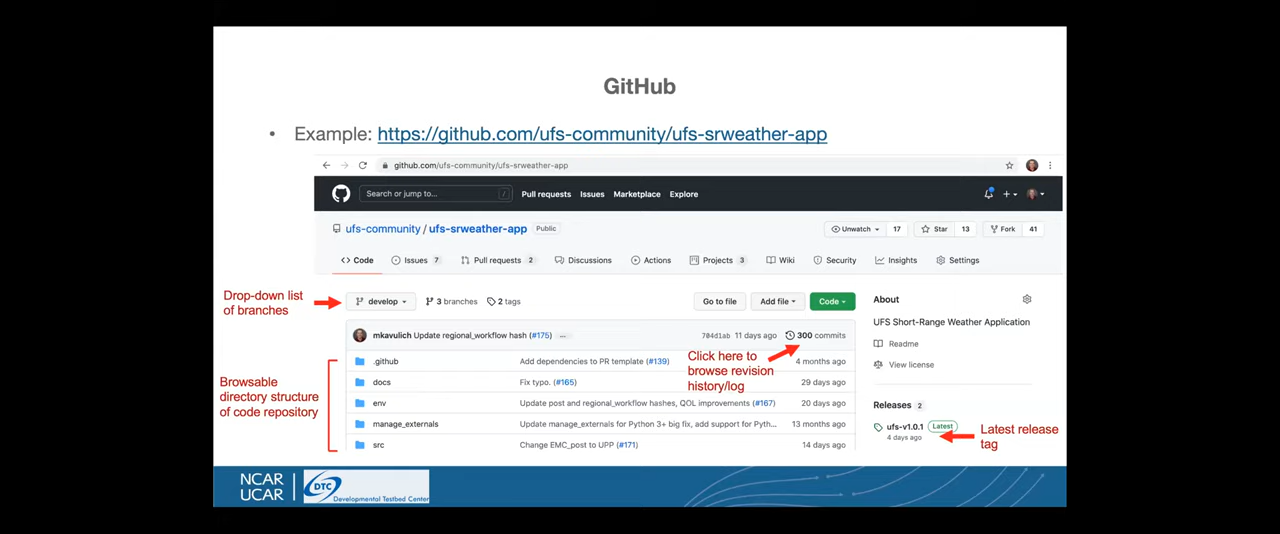 GitHub
• Example: https://github.com/ufs-community/ufs-srweather-app
github.com/ufs-community/ufs-srweather-app
Search or jump to... / Pull requests Issues Marketplace Explore
ufs-community / ufs-srweather-app Public
Unwatch 17 Star 13 Fork 41
Code Issues 7 Pull requests 2 Discussions Actions Projects 3 Wiki Security Insights Settings
Drop-down list
of branches
develop 3 branches 2 tags Go to file Add file Code
mkavulich Update regional_workflow hash (#175) ... 704d1ab 11 days ago 300 commits
Click here to
browse revision
history/log
Browsable
directory structure
of code repository
.github Add dependencies to PR template (#139) 4 months ago
docs Fix typo. (#165) 29 days ago
env Update post and regional_workflow hashes, QOL improvements (#167) 20 days ago
manage_externals Update manage_externals for Python 3+ big fix, add support for Pytm... 13 months ago
src Change EMC_post to UPP (#171) 14 days ago
About
UFS Short-Range Weather Application
Readme
View license
Releases 2
ufs-v1.0.1 Latest
4 days ago
Latest release
tag
NCAR
UCAR
DTC
Developmental Testbed Center